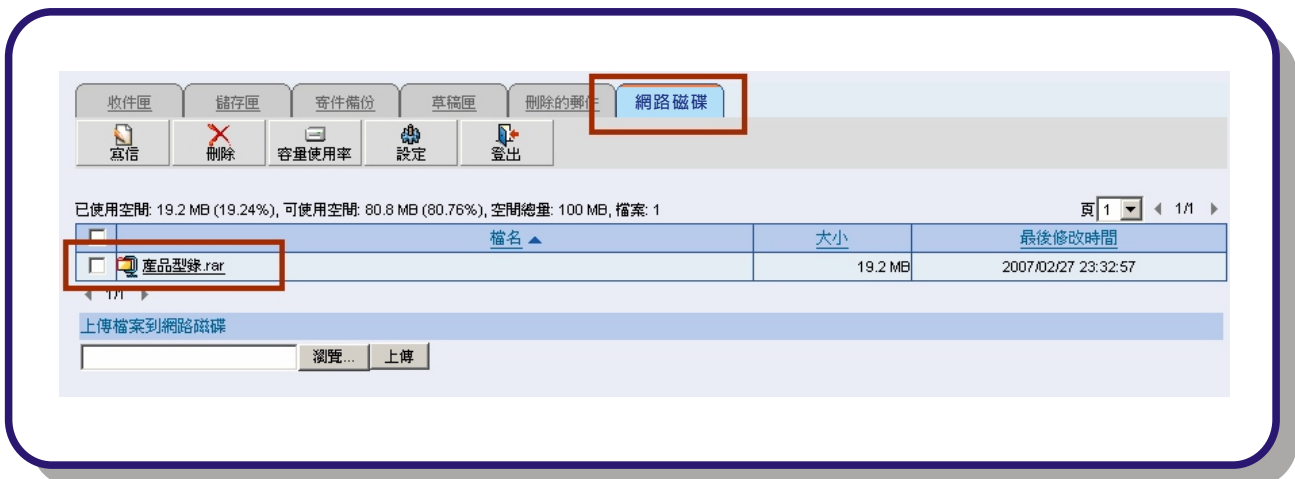 收件匣 儲存匣 寄件備份 草稿匣 刪除的郵件 網路磁碟
寫信 刪除 容量使用率 設定 登出
已使用空間: 19.2 MB (19.24%), 可使用空間: 80.8 MB (80.76%), 空間總量: 100 MB, 檔案: 1 頁 1 1/1
檔名 大小 最後修改時間
產品型錄.rar 19.2 MB 2007/02/27 23:32:57
1/1
上傳檔案到網路磁碟
瀏覽... 上傳